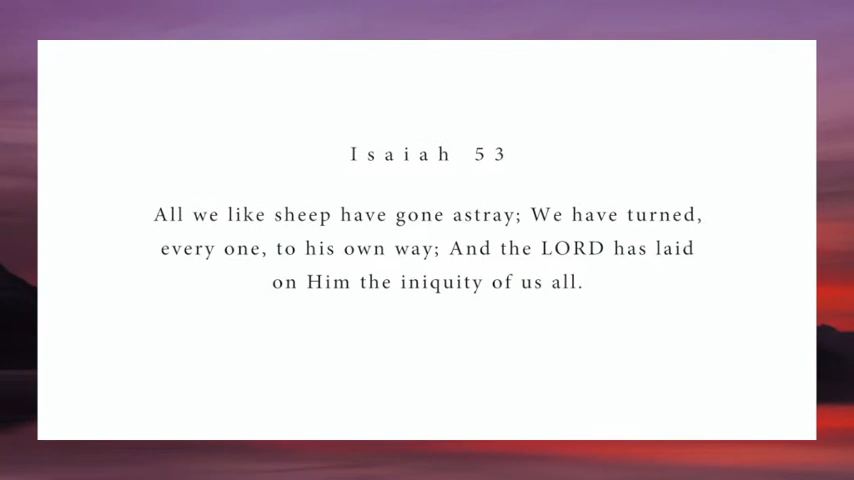 Isaiah 53
All we like sheep have gone astray; We have turned,
every one, to his own way; And the LORD has laid
on Him the iniquity of us all.